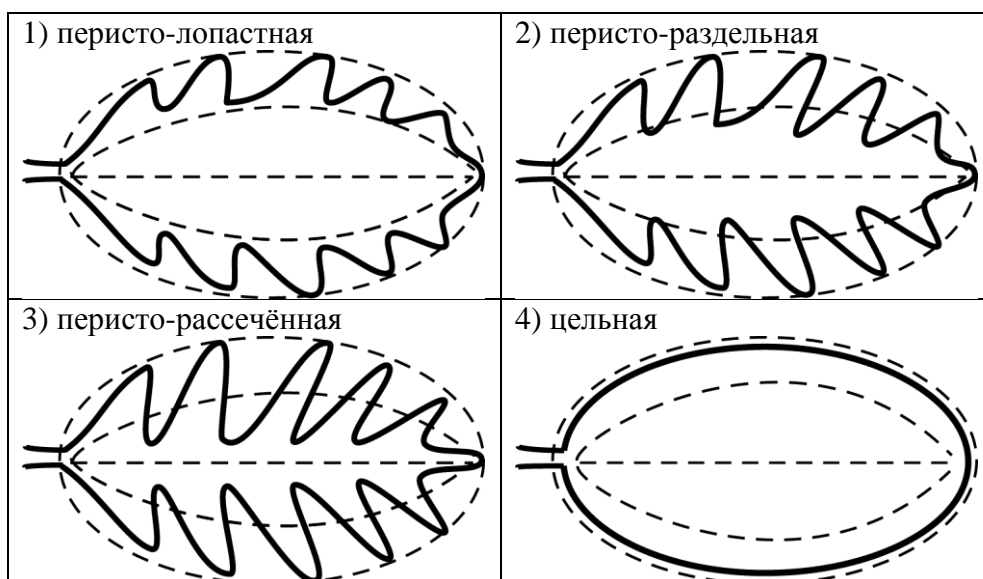 1) перисто-лопастная
2) перисто-раздельная
3) перисто-рассечённая
4) цельная